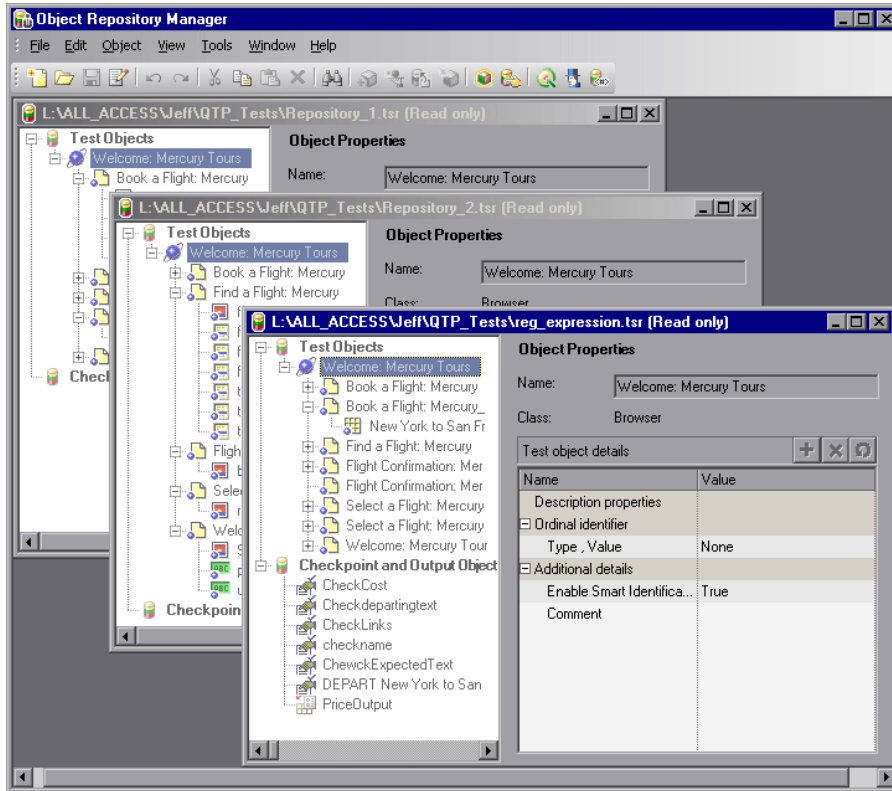 Object Repository Manager
File Edit Object View Tools Window Help
L:\ALL_ACCESS\Jeff\QTP_Tests\Repository_1.tsr (Read only)
Test Objects
Welcome: Mercury Tours
Book a Flight: Mercury
Object Properties
Name: Welcome: Mercury Tours
L:\ALL_ACCESS\Jeff\QTP_Tests\Repository_2.tsr (Read only)
Test Objects
Welcome: Mercury Tours
Book a Flight: Mercury
Find a Flight: Mercury
Fligh
Sele
Welc
Checkpoin
Object Properties
Name: Welcome: Mercury Tours
Class: Browser
Checl
L:\ALL_ACCESS\Jeff\QTP_Tests\reg_expression.tsr (Read only)
Test Objects
Welcome: Mercury Tours
Book a Flight: Mercury
Book a Flight: Mercury_
New York to San Fr
Find a Flight: Mercury
Flight Confirmation: Mer
Flight Confirmation: Mer
Select a Flight: Mercury
Select a Flight: Mercury
Welcome: Mercury Tour
Checkpoint and Output Object
CheckCost
Checkdepartingtext
CheckLinks
checkname
ChewckExpectedText
DEPART New York to San
PriceOutput
Object Properties
Name: Welcome: Mercury Tours
Class: Browser
Test object details
Name Value
Description properties
Ordinal identifier
Type , Value None
Additional details
Enable Smart Identifica... True
Comment